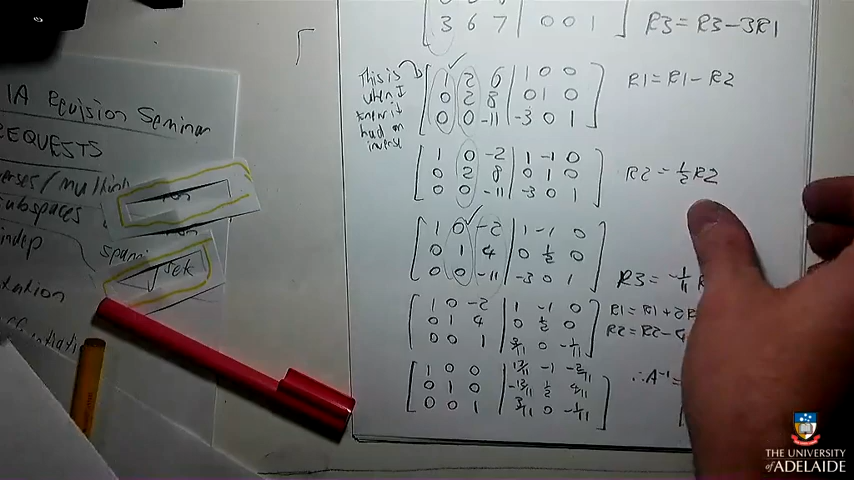 1A Revision Seminar
REQUESTS
subspaces
indep
span
set
3 6 7 | 0 0 1 R3 = R3 - 3R1
This is when I knew it had an inverse
1 2 6 | 1 0 0 R1 = R1 - R2
0 2 8 | 0 1 0
0 0 -11 | -3 0 1
1 0 -2 | 1 -1 0
0 2 8 | 0 1 0 R2 = ½R2
0 0 -11 | -3 0 1
1 0 -2 | 1 -1 0
0 1 4 | 0 ½ 0
0 0 -11 | -3 0 1 R3 = -1/11
1 0 -2 | 1 -1 0 R1 = R1 + 2R
0 1 4 | 0 ½ 0 R2 = R2 - 4
0 0 1 | 3/11 0 -1/11
1 0 0 | 17/11 -1 -2/11
0 1 0 | -12/11 ½ 4/11 ∴ A⁻¹ =
0 0 1 | 3/11 0 -1/11
THE UNIVERSITY
of ADELAIDE